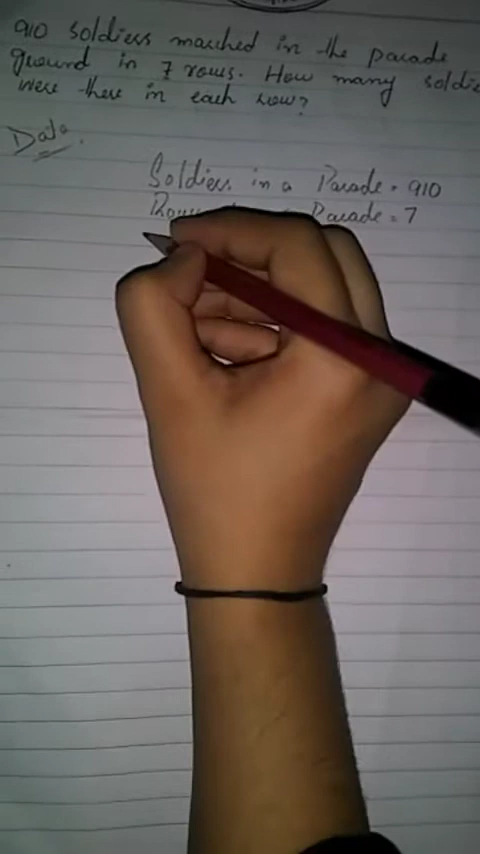 910 soldiers marched in the parade
ground in 7 rows. How many
were there in each row?
Data.
Soldiers in a Parade = 910
Parade = 7